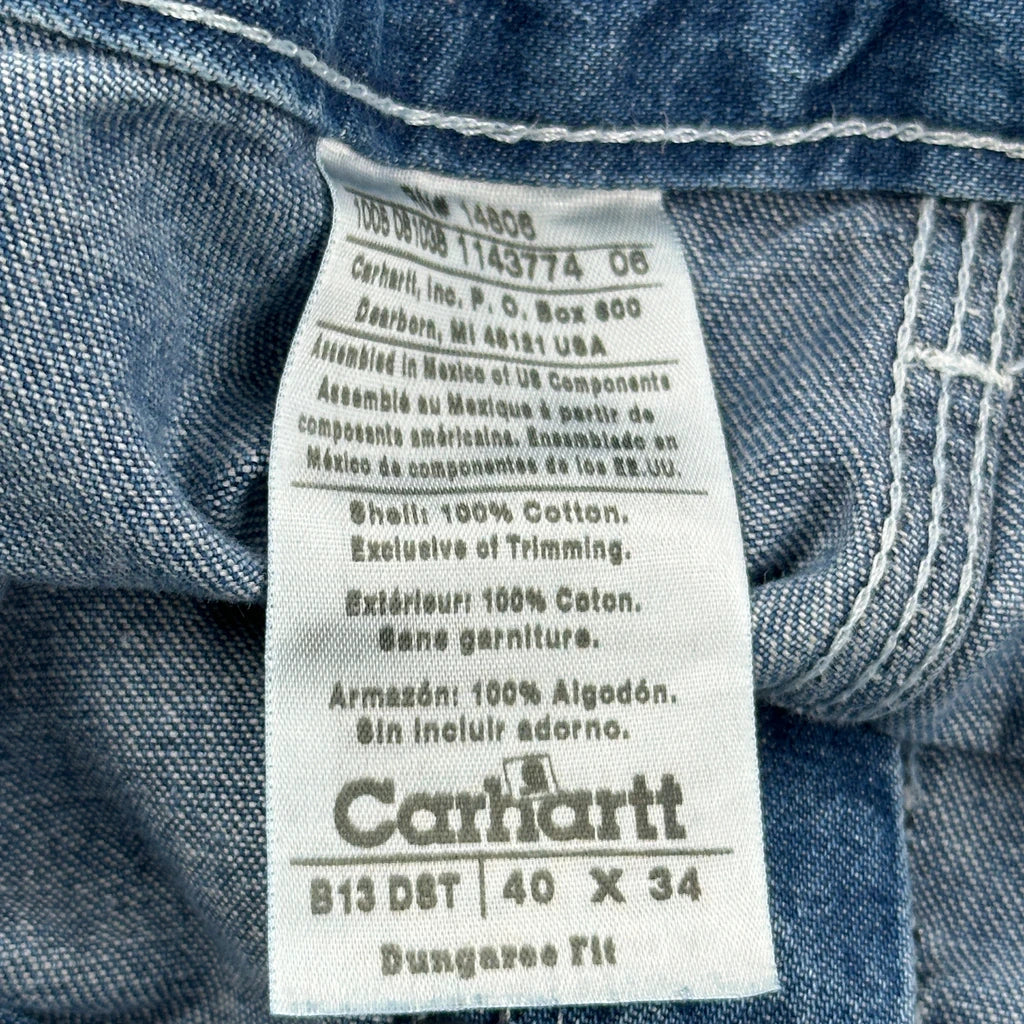 14806
1143774 06
Carhartt, Inc. P. O. Box 600
Dearborn, MI 48121 USA
Assembled in Mexico of US Components
Assemblé au Mexique à partir de
composants américains. Ensamblado en
México de componentes de los EE.UU.
Shell: 100% Cotton.
Exclusive of Trimming.
Extérieur: 100% Coton.
Sans garniture.
Armazón: 100% Algodón.
Sin incluir adorno.
Carhartt
B13 DST 40 X 34
Dungaree Fit